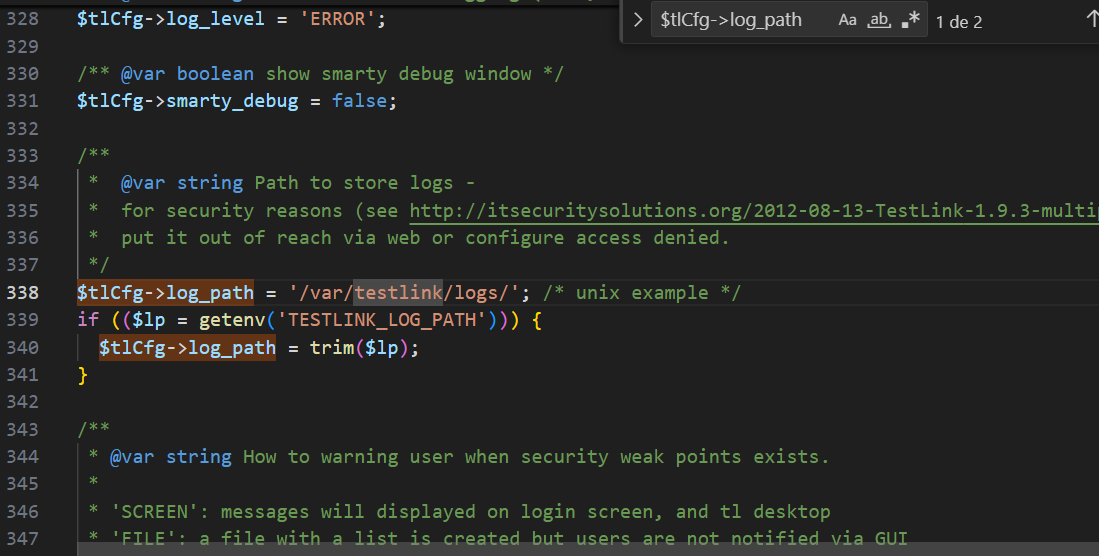 328 $tlCfg->log_level = 'ERROR';
$tlCfg->log_path Aa ab .* 1 de 2
329
330 /** @var boolean show smarty debug window */
331 $tlCfg->smarty_debug = false;
332
333 /**
334 * @var string Path to store logs -
335 * for security reasons (see http://itsecuritysolutions.org/2012-08-13-TestLink-1.9.3-multip
336 * put it out of reach via web or configure access denied.
337 */
338 $tlCfg->log_path = '/var/testlink/logs/'; /* unix example */
339 if (($lp = getenv('TESTLINK_LOG_PATH'))) {
340 $tlCfg->log_path = trim($lp);
341 }
342
343 /**
344 * @var string How to warning user when security weak points exists.
345 *
346 * 'SCREEN': messages will displayed on login screen, and tl desktop
347 * 'FILE': a file with a list is created but users are not notified via GUI